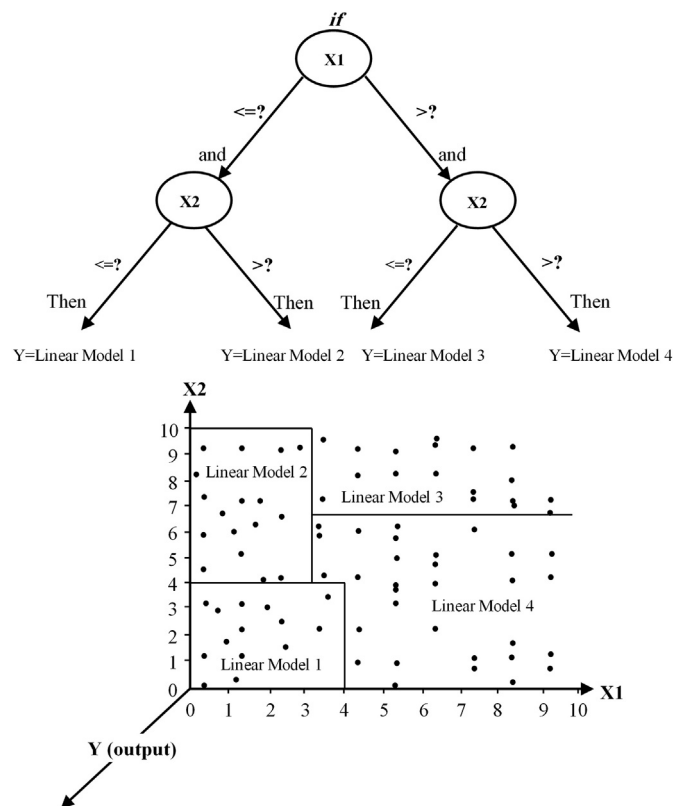 if
X1
<=? >?
and and
X2 X2
<=? >? <=? >?
Then Then Then Then
Y=Linear Model 1 Y=Linear Model 2 Y=Linear Model 3 Y=Linear Model 4
X2
10
9
8
7
6
5
4
3
2
1
0
Linear Model 2
Linear Model 3
Linear Model 4
Linear Model 1
X1
0 1 2 3 4 5 6 7 8 9 10
Y (output)